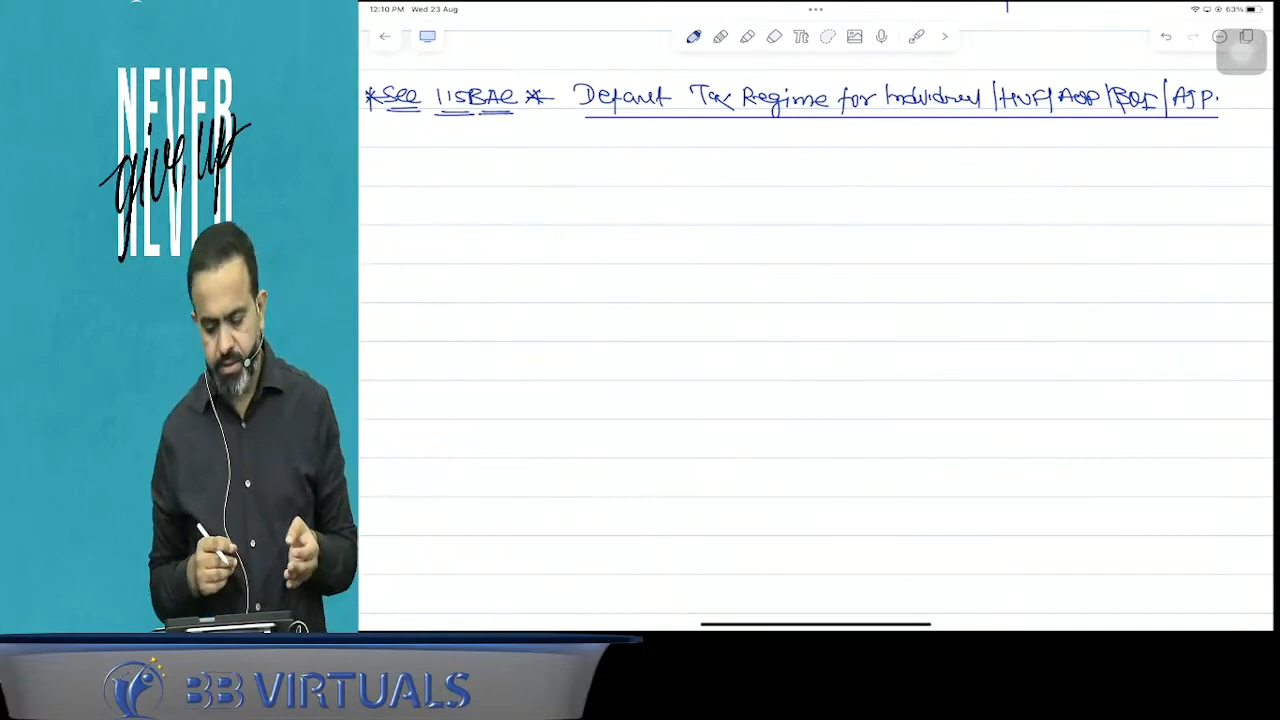 12:10 PM Wed 23 Aug
63%
*Sec 115BAC* Default Tax Regime for Individual/HUF/AOP/BOI/AJP.
NEVER
give up
NEVER
BB VIRTUALS